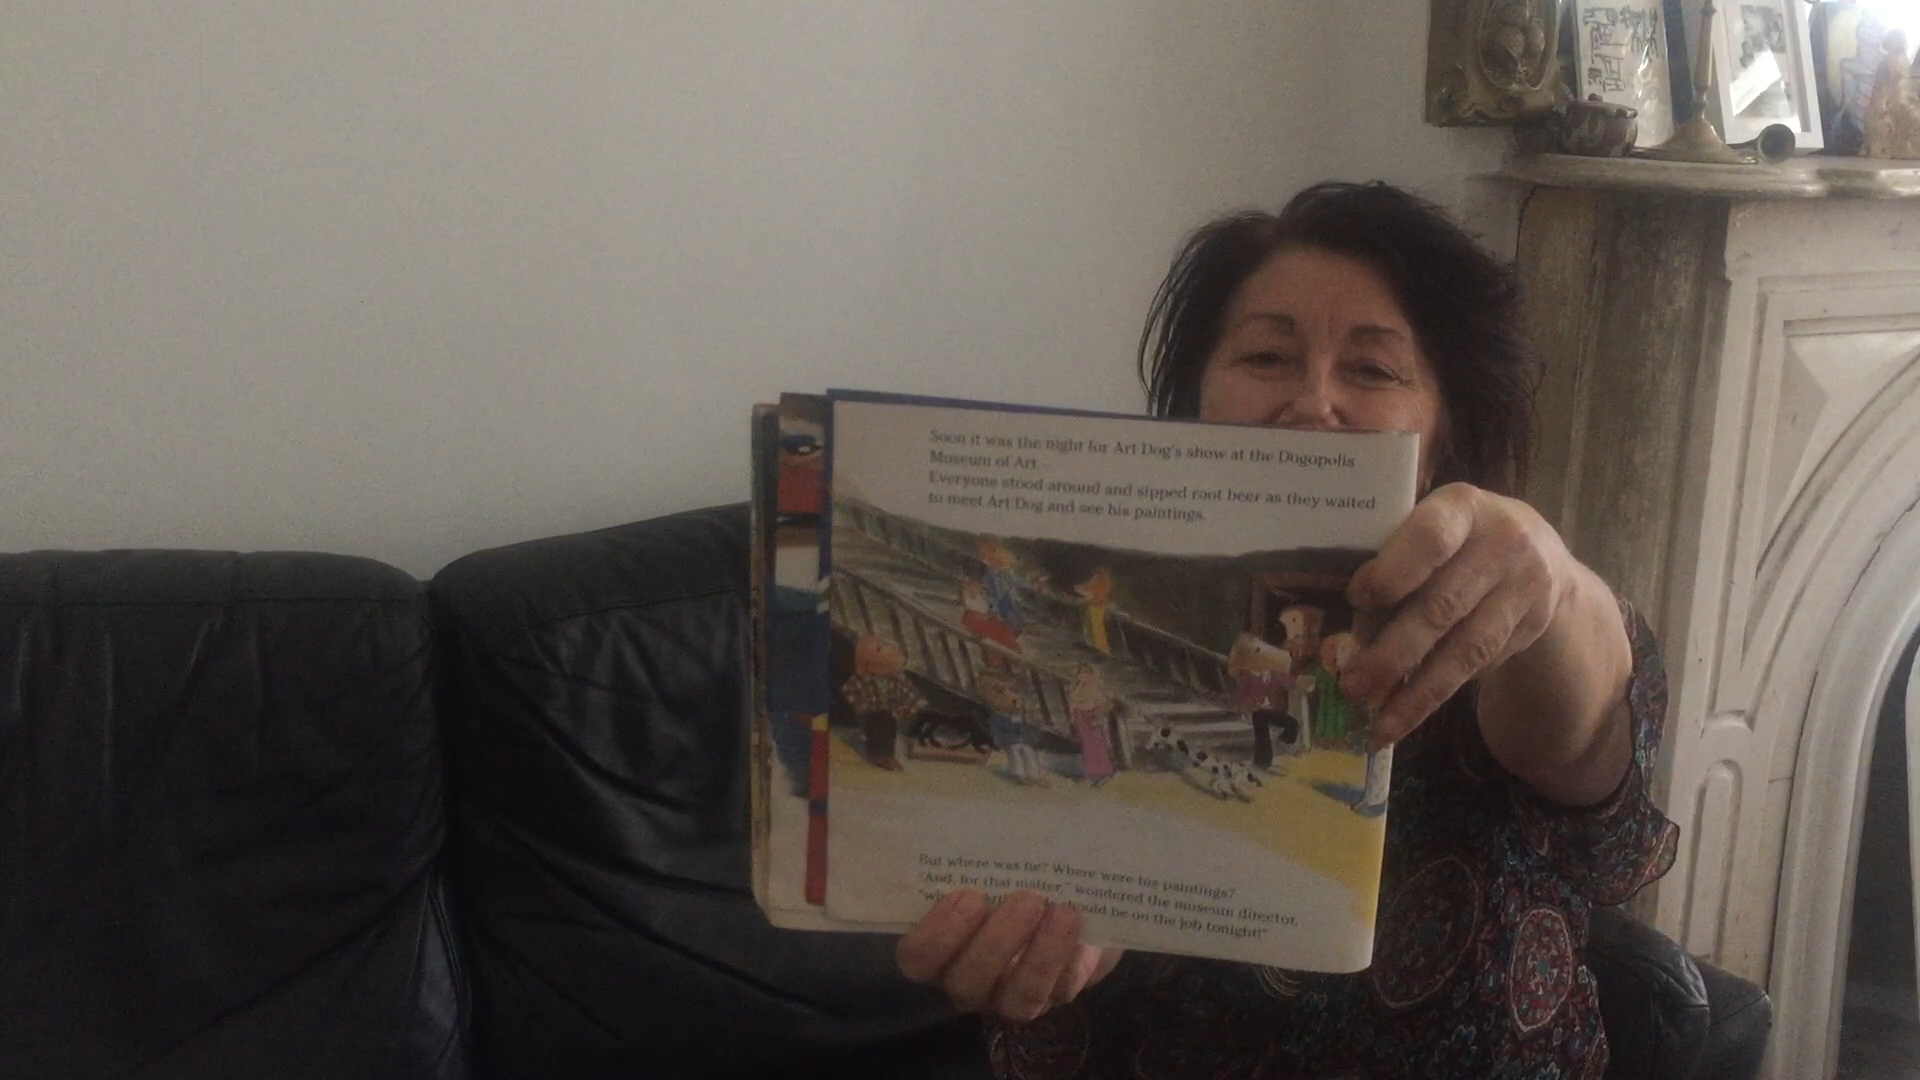 Soon it was the night for Art Dog's show at the Dogopolis
Museum of Art.
Everyone stood around and sipped root beer as they waited
to meet Art Dog and see his paintings.
But where was he? Where were his paintings?
"And, for that matter," wondered the museum director,
should be on the job tonight!"